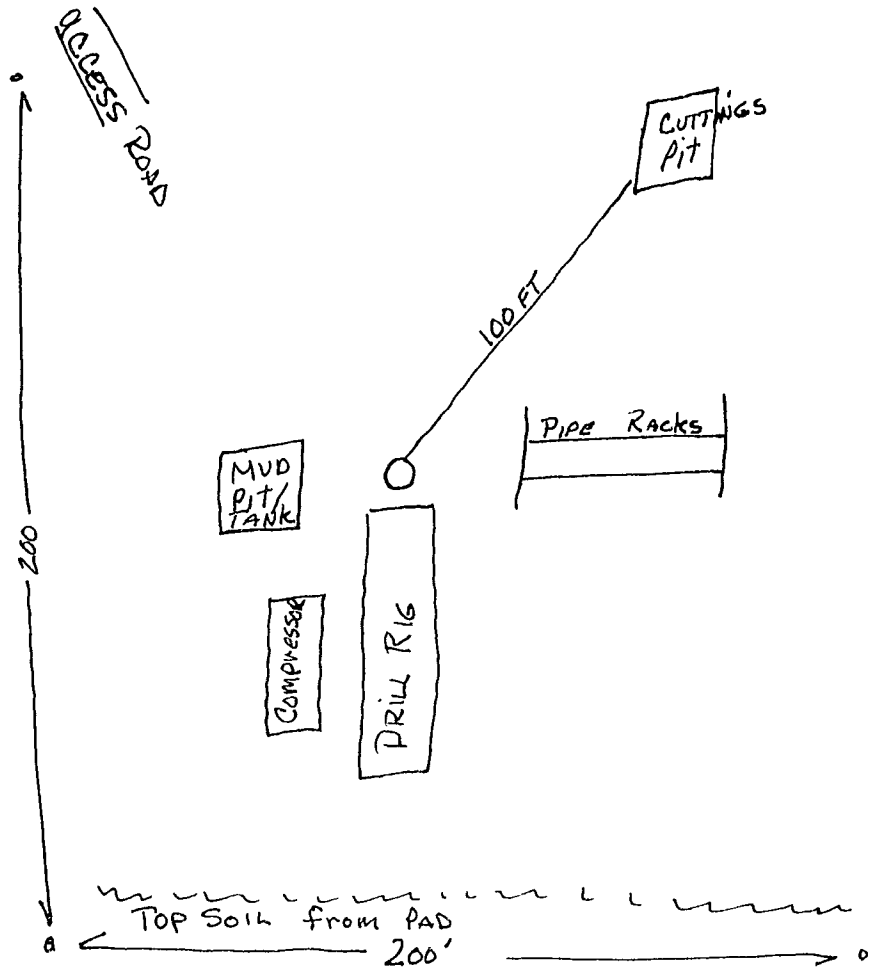 ACCESS ROAD
CUTTINGS
Pit
100 FT
PIPE RACKS
MUD
PIT/
TANK
200
Compressor
DRILL RIG
TOP SOIL from PAD
200'